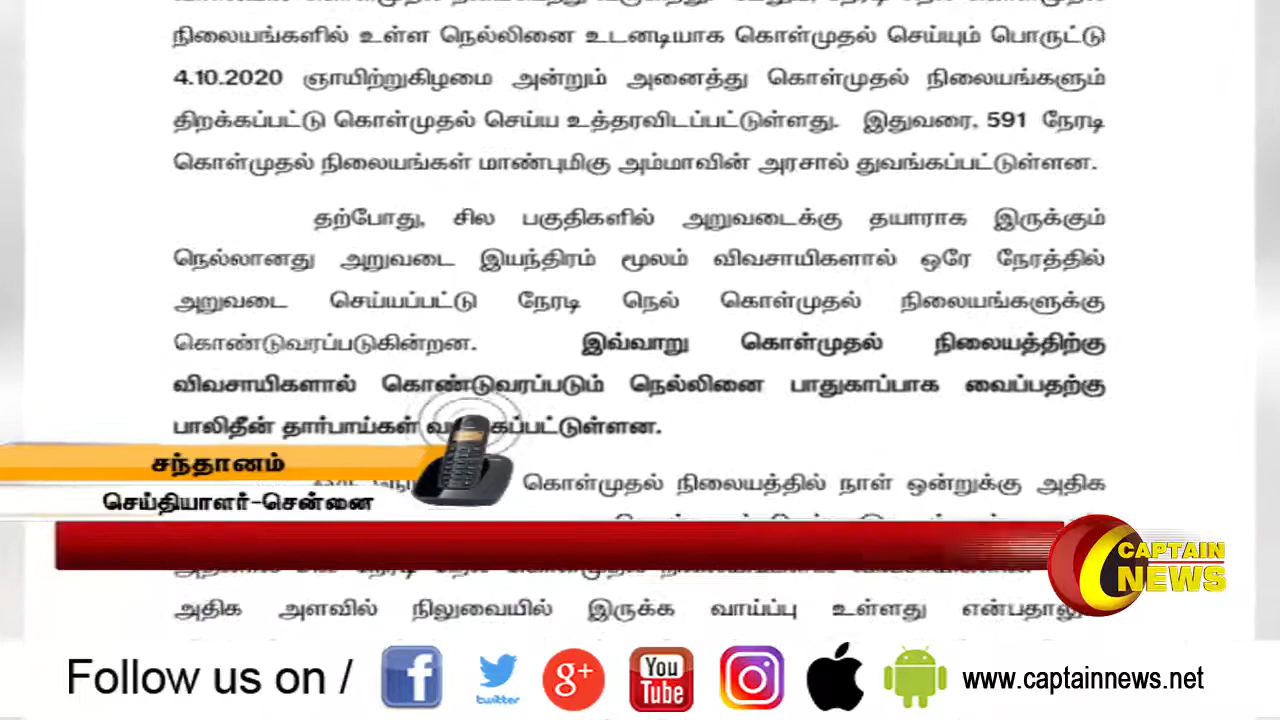 நிலையங்களில் உள்ள நெல்லினை உடனடியாக கொள்முதல் செய்யும் பொருட்டு
4.10.2020 ஞாயிற்றுகிழமை அன்றும் அனைத்து கொள்முதல் நிலையங்களும்
திறக்கப்பட்டு கொள்முதல் செய்ய உத்தரவிடப்பட்டுள்ளது. இதுவரை, 591 நேரடி
கொள்முதல் நிலையங்கள் மாண்புமிகு அம்மாவின் அரசால் துவங்கப்பட்டுள்ளன.
தற்போது, சில பகுதிகளில் அறுவடைக்கு தயாராக இருக்கும்
நெல்லானது அறுவடை இயந்திரம் மூலம் விவசாயிகளால் ஒரே நேரத்தில்
அறுவடை செய்யப்பட்டு நேரடி நெல் கொள்முதல் நிலையங்களுக்கு
கொண்டுவரப்படுகின்றன. இவ்வாறு கொள்முதல் நிலையத்திற்கு
விவசாயிகளால் கொண்டுவரப்படும் நெல்லினை பாதுகாப்பாக வைப்பதற்கு
பாலிதீன் தார்பாய்கள்
சந்தானம்
கொள்முதல் நிலையத்தில் நாள் ஒன்றுக்கு அதிக
செய்தியாளர்-சென்னை
CAPTAIN
NEWS
அதிக அளவில் நிலுவையில் இருக்க வாய்ப்பு உள்ளது
Follow us on / f twitter g+ You Tube www.captainnews.net